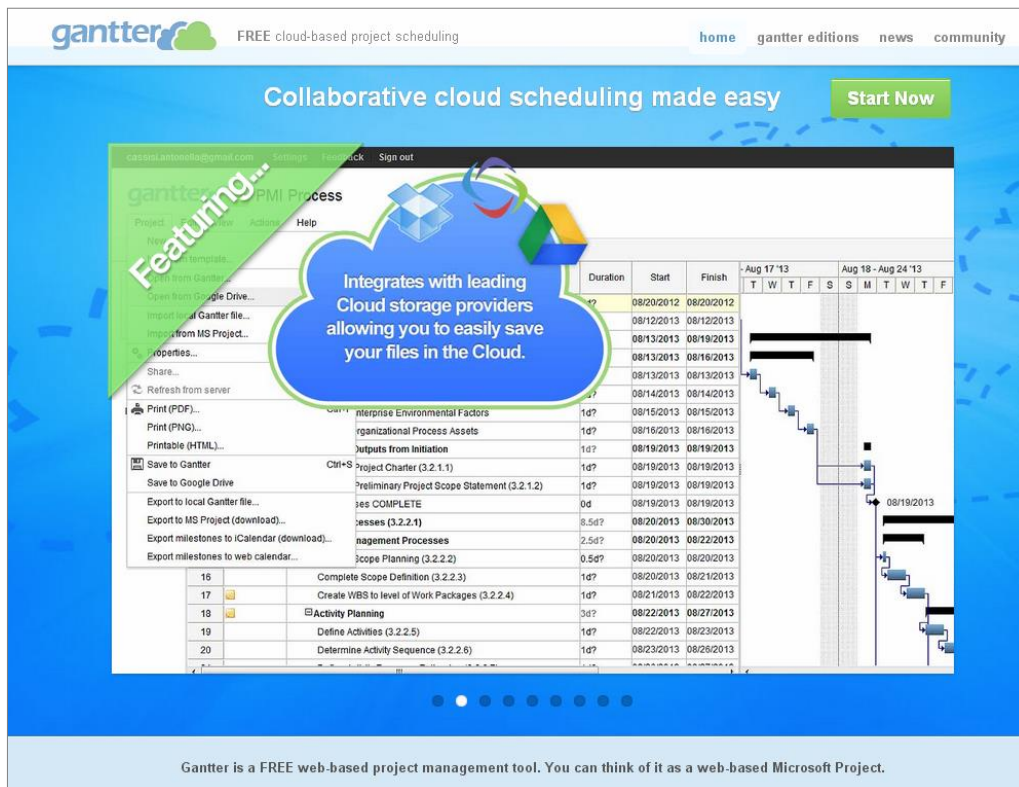 gantter
FREE cloud-based project scheduling
home gantter editions news community
Collaborative cloud scheduling made easy
Start Now
Featuring...
cassisi.antonello@gmail.com Settings Feedback Sign out
gantter PMI Process
Project View Actions Help
Integrates with leading
Cloud storage providers
allowing you to easily save
your files in the Cloud.
Open from Google Drive...
Import local Gantter file...
Import from MS Project...
Properties...
Share...
Refresh from server
Print (PDF)...
Print (PNG)...
Printable (HTML)...
Save to Gantter Ctrl+S
Save to Google Drive
Export to local Gantter file...
Export to MS Project (download)...
Export milestones to iCalendar (download)...
Export milestones to web calendar...
Duration Start Finish
- Aug 17 '13 Aug 18 - Aug 24 '13
T W T F S S M T W T F
08/20/2012 08/20/2012
08/12/2013 08/12/2013
08/13/2013 08/19/2013
08/13/2013 08/16/2013
08/13/2013 08/13/2013
08/14/2013 08/14/2013
Enterprise Environmental Factors 1d? 08/15/2013 08/15/2013
Organizational Process Assets 1d? 08/16/2013 08/16/2013
Outputs from Initiation 1d? 08/19/2013 08/19/2013
Project Charter (3.2.1.1) 1d? 08/19/2013 08/19/2013
Preliminary Project Scope Statement (3.2.1.2) 1d? 08/19/2013 08/19/2013
COMPLETE 0d 08/19/2013 08/19/2013 08/19/2013
(3.2.2.1) 8.5d? 08/20/2013 08/30/2013
Processes 2.5d? 08/20/2013 08/22/2013
Scope Planning (3.2.2.2) 0.5d? 08/20/2013 08/20/2013
16 Complete Scope Definition (3.2.2.3) 1d? 08/20/2013 08/21/2013
17 Create WBS to level of Work Packages (3.2.2.4) 1d? 08/21/2013 08/22/2013
18 Activity Planning 3d? 08/22/2013 08/27/2013
19 Define Activities (3.2.2.5) 1d? 08/22/2013 08/23/2013
20 Determine Activity Sequence (3.2.2.6) 1d? 08/23/2013 08/26/2013
Gantter is a FREE web-based project management tool. You can think of it as a web-based Microsoft Project.